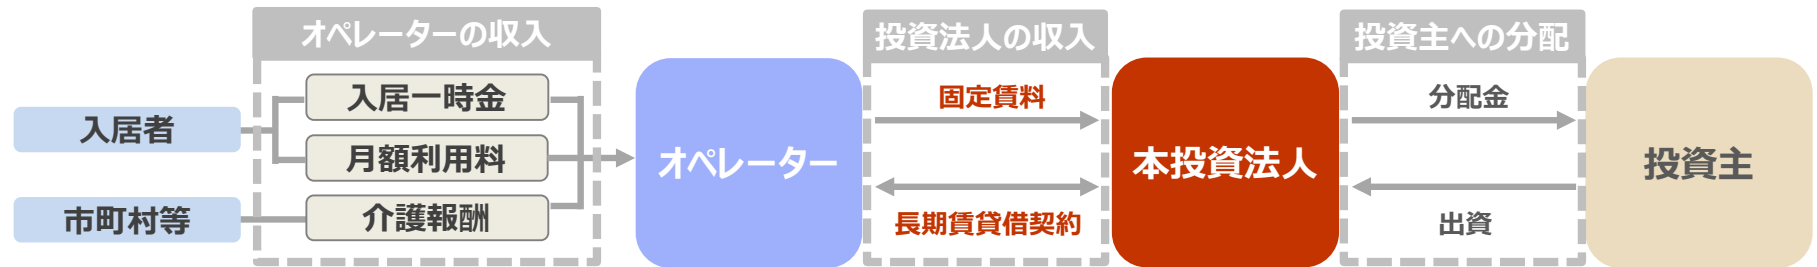 オペレーターの収入
入居者
入居一時金
月額利用料
市町村等
介護報酬
オペレーター
投資法人の収入
固定賃料
長期賃貸借契約
本投資法人
投資主への分配
分配金
出資
投資主